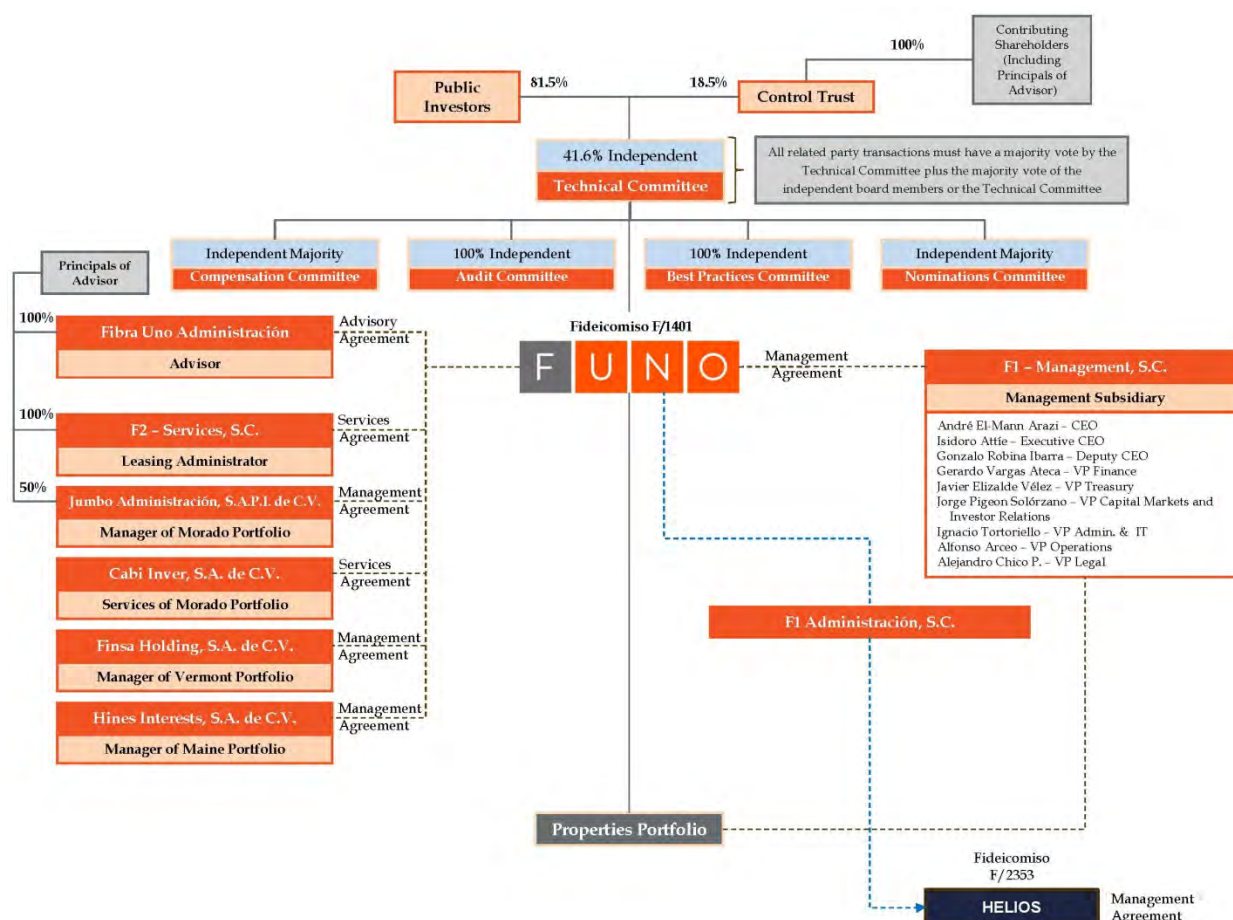 100%
Contributing
Shareholders
(Including
Principals of
Advisor)
Public
Investors
81.5%
18.5%
Control Trust
41.6% Independent
Technical Committee
All related party transactions must have a majority vote by the
Technical Committee plus the majority vote of the
independent board members or the Technical Committee
Independent Majority
Compensation Committee
100% Independent
Audit Committee
100% Independent
Best Practices Committee
Independent Majority
Nominations Committee
Principals of
Advisor
100%
Fibra Uno Administración
Advisor
Advisory
Agreement
Fideicomiso F/1401
FUNO
Management
Agreement
F1 – Management, S.C.
Management Subsidiary
André El-Mann Arazi – CEO
Isidoro Attíe – Executive CEO
Gonzalo Robina Ibarra – Deputy CEO
Gerardo Vargas Ateca – VP Finance
Javier Elizalde Vélez – VP Treasury
Jorge Pigeon Solórzano – VP Capital Markets and
Investor Relations
Ignacio Tortoriello – VP Admin. & IT
Alfonso Arceo – VP Operations
Alejandro Chico P. – VP Legal
100%
F2 – Services, S.C.
Leasing Administrator
Services
Agreement
50%
Jumbo Administración, S.A.P.I. de C.V.
Manager of Morado Portfolio
Management
Agreement
Cabi Inver, S.A. de C.V.
Services of Morado Portfolio
Services
Agreement
Finsa Holding, S.A. de C.V.
Manager of Vermont Portfolio
Management
Agreement
Hines Interests, S.A. de C.V.
Manager of Maine Portfolio
Management
Agreement
F1 Administración, S.C.
Properties Portfolio
Fideicomiso
F/2353
HELIOS
Management
Agreement